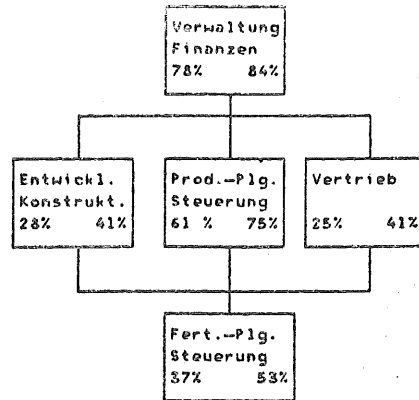 Verwaltung
Finanzen
78% 84%
Entwickl.
Konstrukt.
28% 41%
Prod.-Plg.
Steuerung
61 % 75%
Vertrieb
25% 41%
Fert.-Plg.
Steuerung
37% 53%